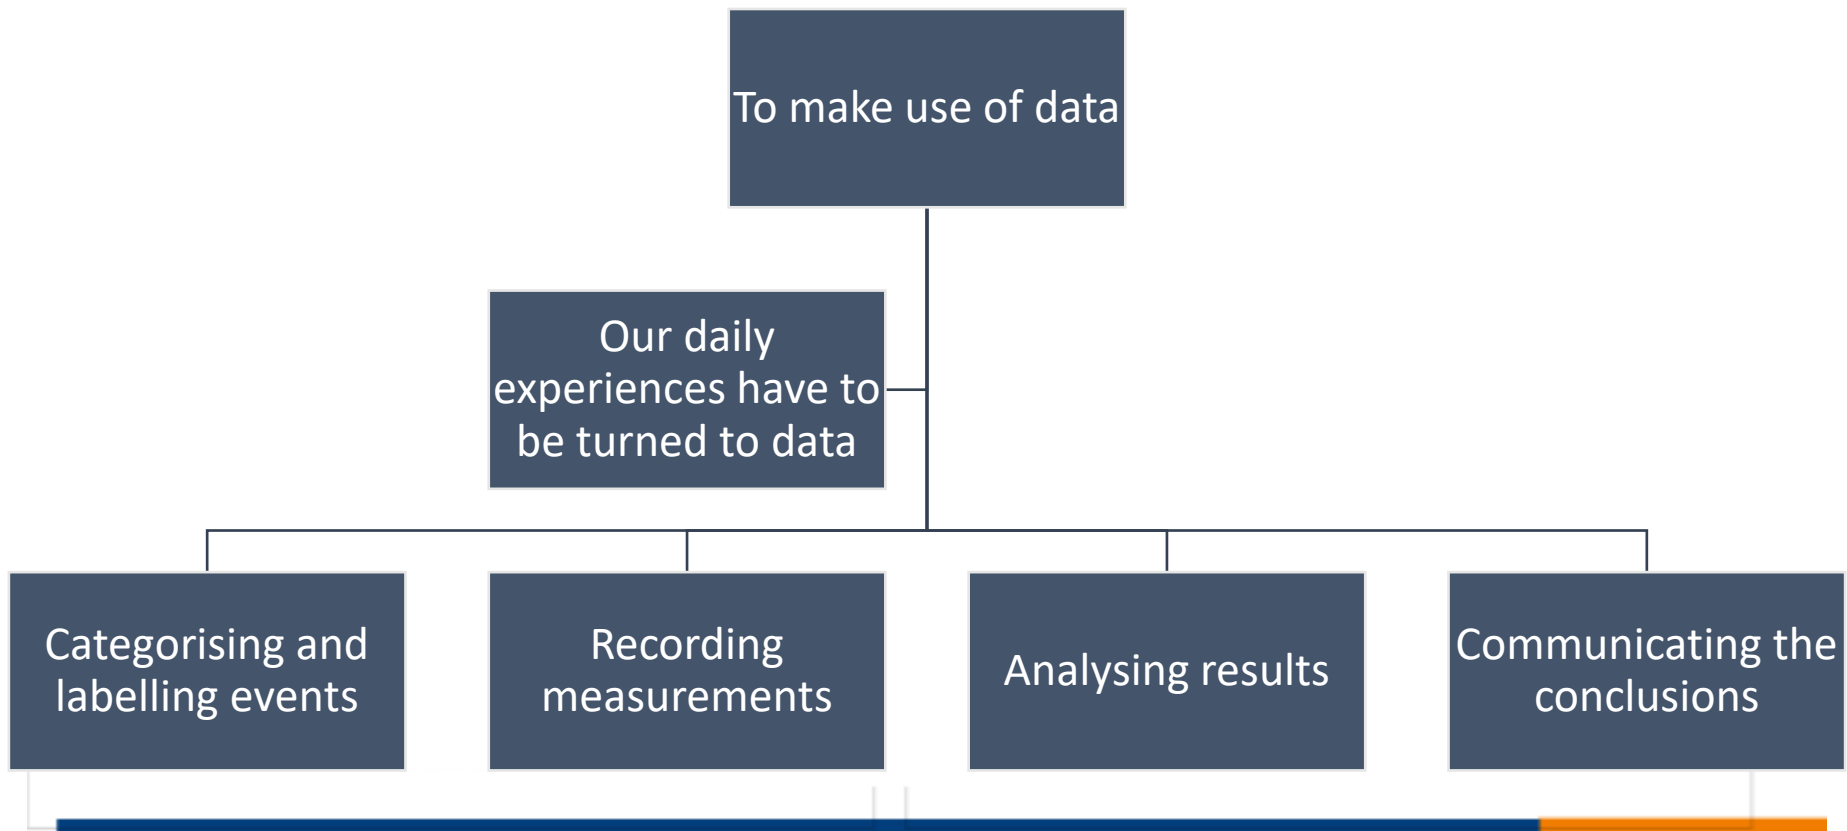 To make use of data
Our daily
experiences have to
be turned to data
Categorising and
labelling events
Recording
measurements
Analysing results
Communicating the
conclusions